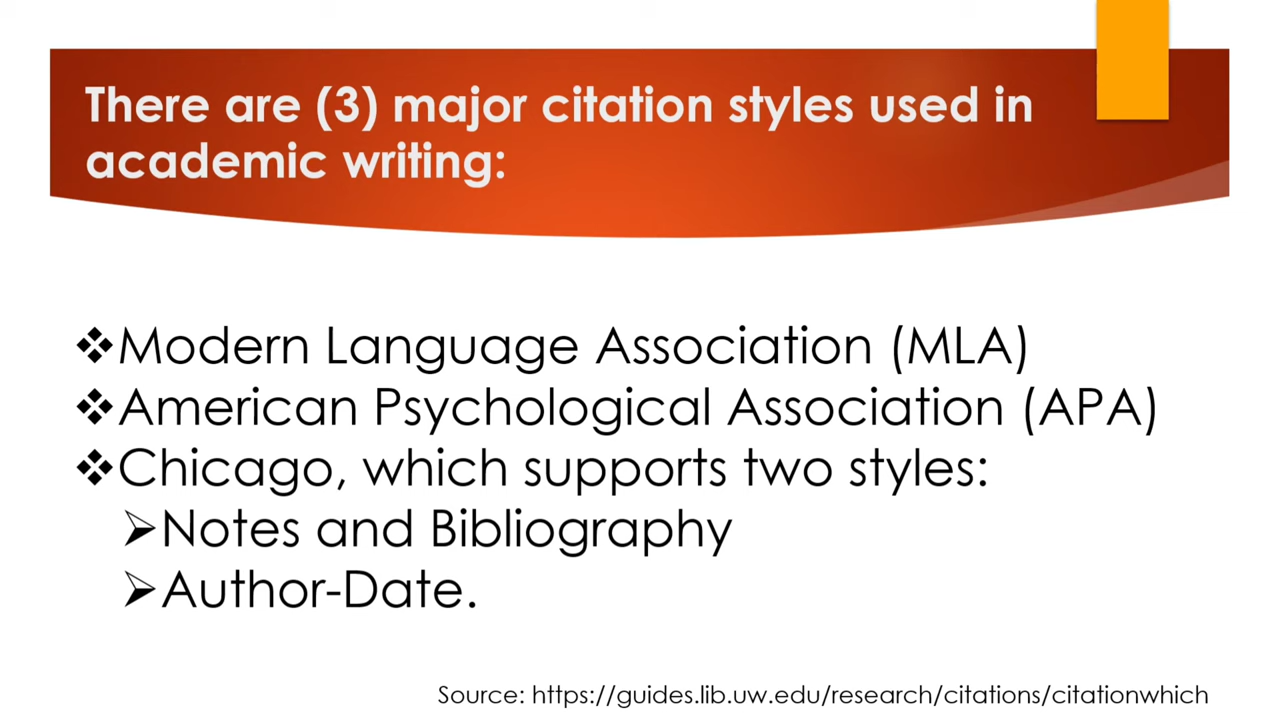 There are (3) major citation styles used in
academic writing:
❖Modern Language Association (MLA)
❖American Psychological Association (APA)
❖Chicago, which supports two styles:
➢Notes and Bibliography
➢Author-Date.
Source: https://guides.lib.uw.edu/research/citations/citationwhich